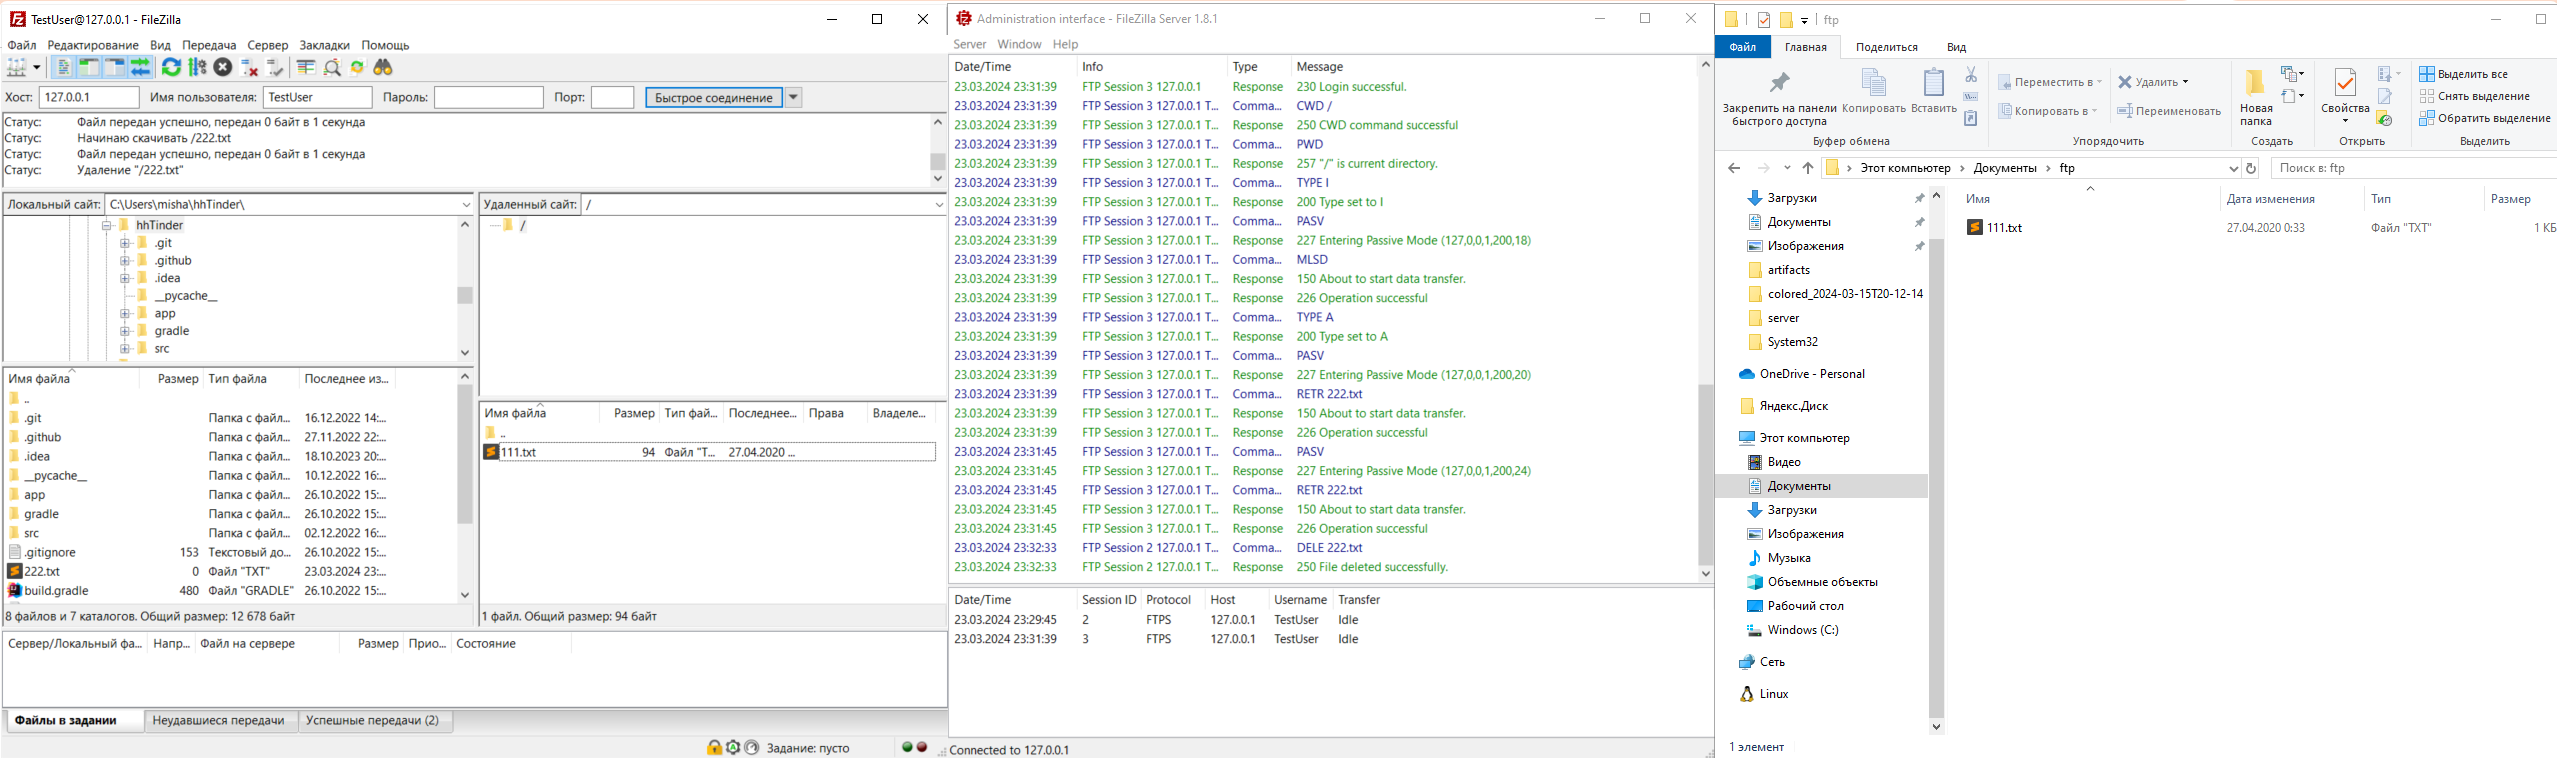 TestUser@127.0.0.1 - FileZilla
Файл Редактирование Вид Передача Сервер Закладки Помощь
Хост: 127.0.0.1 Имя пользователя: TestUser Пароль: Порт: Быстрое соединение
Статус: Файл передан успешно, передан 0 байт в 1 секунда
Статус: Начинаю скачивать /222.txt
Статус: Файл передан успешно, передан 0 байт в 1 секунда
Статус: Удаление "/222.txt"
Локальный сайт: C:\Users\misha\hhTinder\
hhTinder
.git
.github
.idea
__pycache__
app
gradle
src
Имя файла Размер Тип файла Последнее из...
..
.git Папка с файл... 16.12.2022 14:...
.github Папка с файл... 27.11.2022 22:...
.idea Папка с файл... 18.10.2023 20:...
__pycache__ Папка с файл... 10.12.2022 16:...
app Папка с файл... 26.10.2022 15:...
gradle Папка с файл... 26.10.2022 15:...
src Папка с файл... 02.12.2022 16:...
.gitignore 153 Текстовый до... 26.10.2022 15:...
222.txt 0 Файл "TXT" 23.03.2024 23:...
build.gradle 480 Файл "GRADLE" 26.10.2022 15:...
8 файлов и 7 каталогов. Общий размер: 12 678 байт
Удаленный сайт: /
/
Имя файла Размер Тип фай... Последнее... Права Владеле...
..
111.txt 94 Файл "T... 27.04.2020 ...
1 файл. Общий размер: 94 байт
Сервер/Локальный фа... Напр... Файл на сервере Размер Прио... Состояние
Файлы в задании Неудавшиеся передачи Успешные передачи (2)
Задание: пусто
Administration interface - FileZilla Server 1.8.1
Server Window Help
Date/Time Info Type Message
23.03.2024 23:31:39 FTP Session 3 127.0.0.1 Response 230 Login successful.
23.03.2024 23:31:39 FTP Session 3 127.0.0.1 T... Comma... CWD /
23.03.2024 23:31:39 FTP Session 3 127.0.0.1 T... Response 250 CWD command successful
23.03.2024 23:31:39 FTP Session 3 127.0.0.1 T... Comma... PWD
23.03.2024 23:31:39 FTP Session 3 127.0.0.1 T... Response 257 "/" is current directory.
23.03.2024 23:31:39 FTP Session 3 127.0.0.1 T... Comma... TYPE I
23.03.2024 23:31:39 FTP Session 3 127.0.0.1 T... Response 200 Type set to I
23.03.2024 23:31:39 FTP Session 3 127.0.0.1 T... Comma... PASV
23.03.2024 23:31:39 FTP Session 3 127.0.0.1 T... Response 227 Entering Passive Mode (127,0,0,1,200,18)
23.03.2024 23:31:39 FTP Session 3 127.0.0.1 T... Comma... MLSD
23.03.2024 23:31:39 FTP Session 3 127.0.0.1 T... Response 150 About to start data transfer.
23.03.2024 23:31:39 FTP Session 3 127.0.0.1 T... Response 226 Operation successful
23.03.2024 23:31:39 FTP Session 3 127.0.0.1 T... Comma... TYPE A
23.03.2024 23:31:39 FTP Session 3 127.0.0.1 T... Response 200 Type set to A
23.03.2024 23:31:39 FTP Session 3 127.0.0.1 T... Comma... PASV
23.03.2024 23:31:39 FTP Session 3 127.0.0.1 T... Response 227 Entering Passive Mode (127,0,0,1,200,20)
23.03.2024 23:31:39 FTP Session 3 127.0.0.1 T... Comma... RETR 222.txt
23.03.2024 23:31:39 FTP Session 3 127.0.0.1 T... Response 150 About to start data transfer.
23.03.2024 23:31:39 FTP Session 3 127.0.0.1 T... Response 226 Operation successful
23.03.2024 23:31:45 FTP Session 3 127.0.0.1 T... Comma... PASV
23.03.2024 23:31:45 FTP Session 3 127.0.0.1 T... Response 227 Entering Passive Mode (127,0,0,1,200,24)
23.03.2024 23:31:45 FTP Session 3 127.0.0.1 T... Comma... RETR 222.txt
23.03.2024 23:31:45 FTP Session 3 127.0.0.1 T... Response 150 About to start data transfer.
23.03.2024 23:31:45 FTP Session 3 127.0.0.1 T... Response 226 Operation successful
23.03.2024 23:32:33 FTP Session 2 127.0.0.1 T... Comma... DELE 222.txt
23.03.2024 23:32:33 FTP Session 2 127.0.0.1 T... Response 250 File deleted successfully.
Date/Time Session ID Protocol Host Username Transfer
23.03.2024 23:29:45 2 FTPS 127.0.0.1 TestUser Idle
23.03.2024 23:31:39 3 FTPS 127.0.0.1 TestUser Idle
Connected to 127.0.0.1
ftp
Файл Главная Поделиться Вид
Закрепить на панели быстрого доступа
Копировать
Вставить
Буфер обмена
Переместить в
Копировать в
Удалить
Переименовать
Упорядочить
Новая папка
Создать
Свойства
Открыть
Выделить все
Снять выделение
Обратить выделение
Выделить
Этот компьютер › Документы › ftp
Поиск в: ftp
Загрузки
Документы
Изображения
artifacts
colored_2024-03-15T20-12-14
server
System32
OneDrive - Personal
Яндекс.Диск
Этот компьютер
Видео
Документы
Загрузки
Изображения
Музыка
Объемные объекты
Рабочий стол
Windows (C:)
Сеть
Linux
Имя Дата изменения Тип Размер
111.txt 27.04.2020 0:33 Файл "TXT" 1 КБ
1 элемент